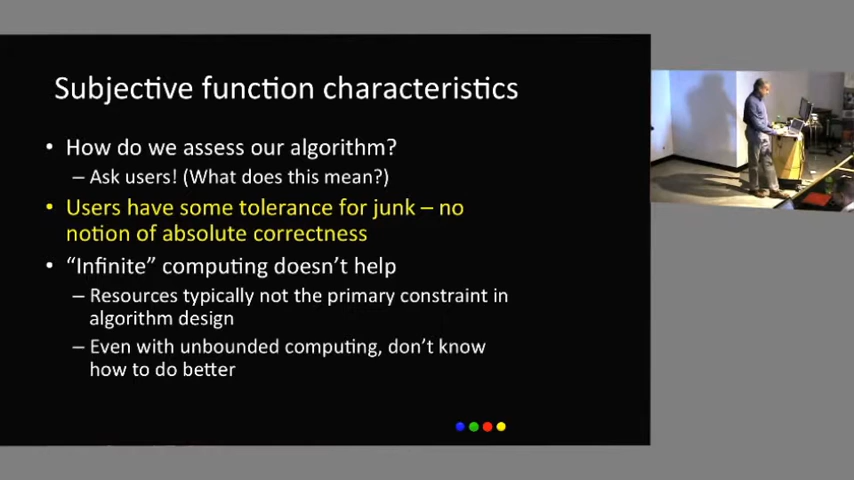 Subjective function characteristics
• How do we assess our algorithm?
– Ask users! (What does this mean?)
• Users have some tolerance for junk – no
notion of absolute correctness
• “Infinite” computing doesn’t help
– Resources typically not the primary constraint in
algorithm design
– Even with unbounded computing, don’t know
how to do better